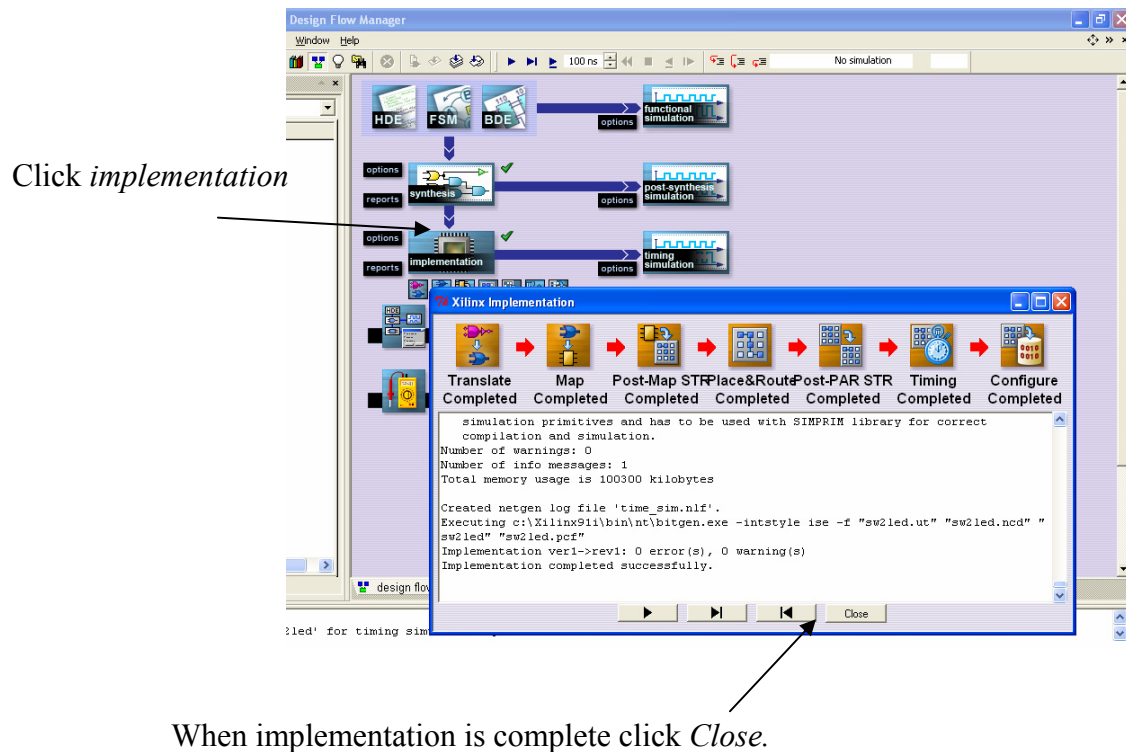 Design Flow Manager
Window Help
100 ns
No simulation
HDE FSM BDE
options
functional
simulation
Click implementation
options
reports
synthesis
options
post-synthesis
simulation
options
reports
implementation
options
timing
simulation
Xilinx Implementation
Translate Map Post-Map STR Place&Route Post-PAR STR Timing Configure
Completed Completed Completed Completed Completed Completed Completed
simulation primitives and has to be used with SIMPRIM library for correct
compilation and simulation.
Number of warnings: 0
Number of info messages: 1
Total memory usage is 100300 kilobytes
Created netgen log file 'time_sim.nlf'.
Executing c:\Xilinx91i\bin\nt\bitgen.exe -intstyle ise -f "sw2led.ut" "sw2led.ncd" "
sw2led" "sw2led.pcf"
Implementation ver1->rev1: 0 error(s), 0 warning(s)
Implementation completed successfully.
design flow
Close
2led' for timing sim
When implementation is complete click Close.